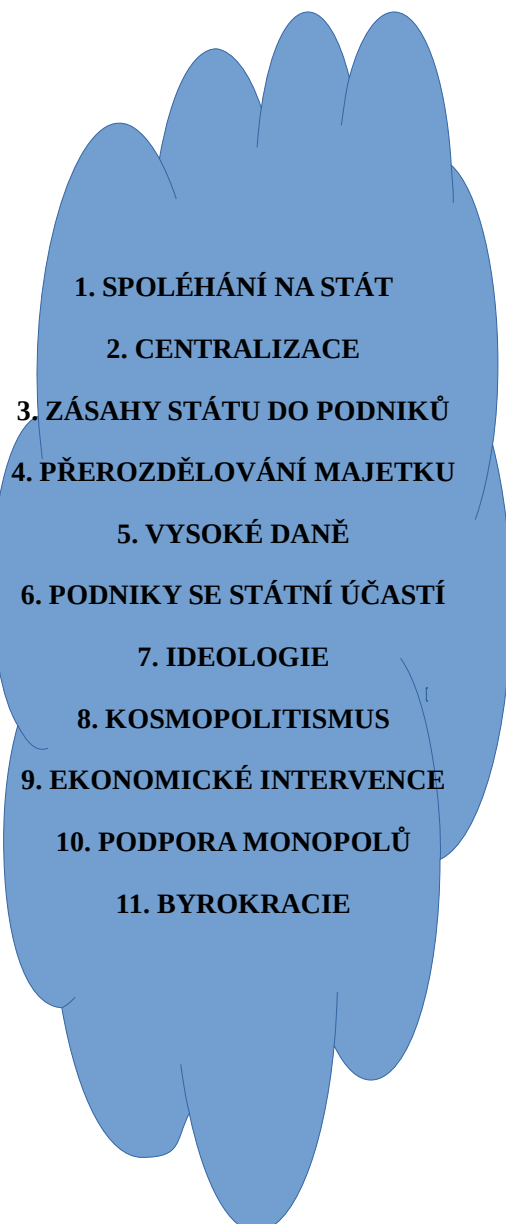 1. SPOLÉHÁNÍ NA STÁT
2. CENTRALIZACE
3. ZÁSAHY STÁTU DO PODNIKŮ
4. PŘEROZDĚLOVÁNÍ MAJETKU
5. VYSOKÉ DANĚ
6. PODNIKY SE STÁTNÍ ÚČASTÍ
7. IDEOLOGIE
8. KOSMOPOLITISMUS
9. EKONOMICKÉ INTERVENCE
10. PODPORA MONOPOLŮ
11. BYROKRACIE